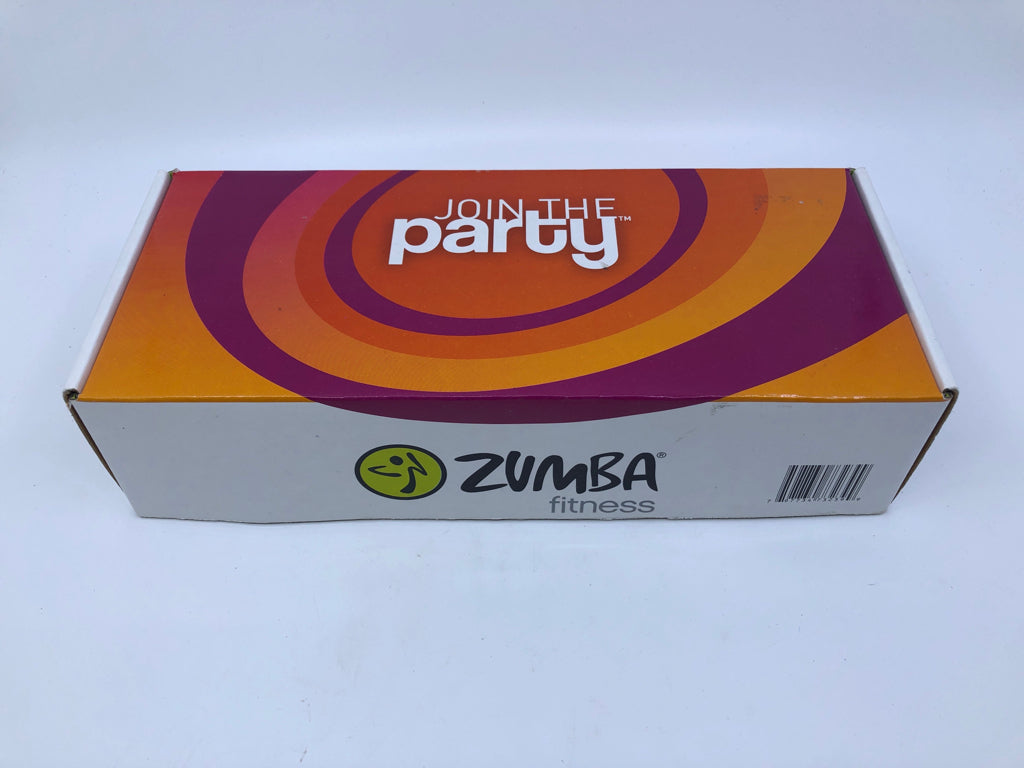 JOIN THE
party™
ZUMBA®
fitness